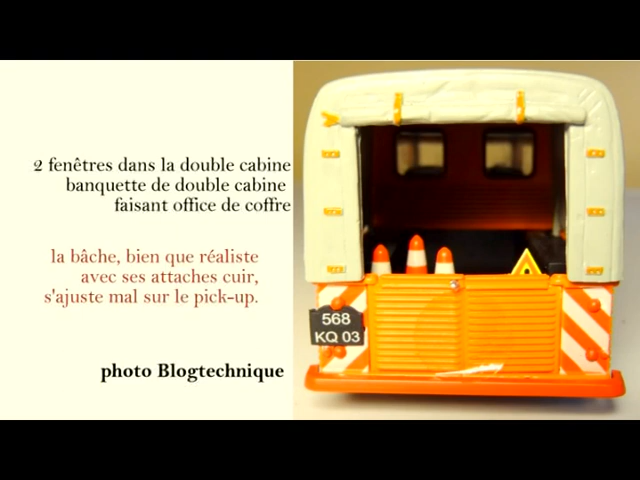 2 fenêtres dans la double cabine
banquette de double cabine
faisant office de coffre
la bâche, bien que réaliste
avec ses attaches cuir,
s'ajuste mal sur le pick-up.
photo Blogtechnique
568
KQ 03